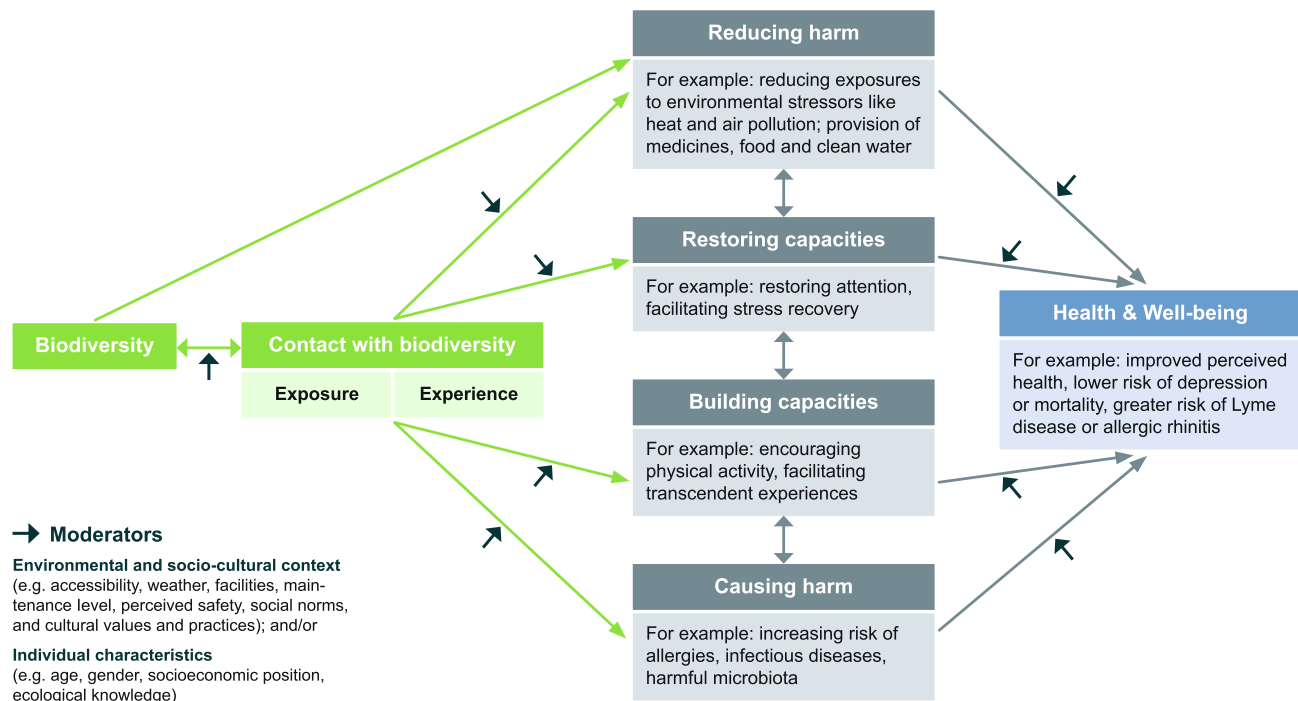 Reducing harm
For example: reducing exposures
to environmental stressors like
heat and air pollution; provision of
medicines, food and clean water
Restoring capacities
For example: restoring attention,
facilitating stress recovery
Biodiversity
Contact with biodiversity
Exposure
Experience
Building capacities
For example: encouraging
physical activity, facilitating
transcendent experiences
Causing harm
For example: increasing risk of
allergies, infectious diseases,
harmful microbiota
Health & Well-being
For example: improved perceived
health, lower risk of depression
or mortality, greater risk of Lyme
disease or allergic rhinitis
Moderators
Environmental and socio-cultural context
(e.g. accessibility, weather, facilities, main-
tenance level, perceived safety, social norms,
and cultural values and practices); and/or
Individual characteristics
(e.g. age, gender, socioeconomic position,
ecological knowledge)